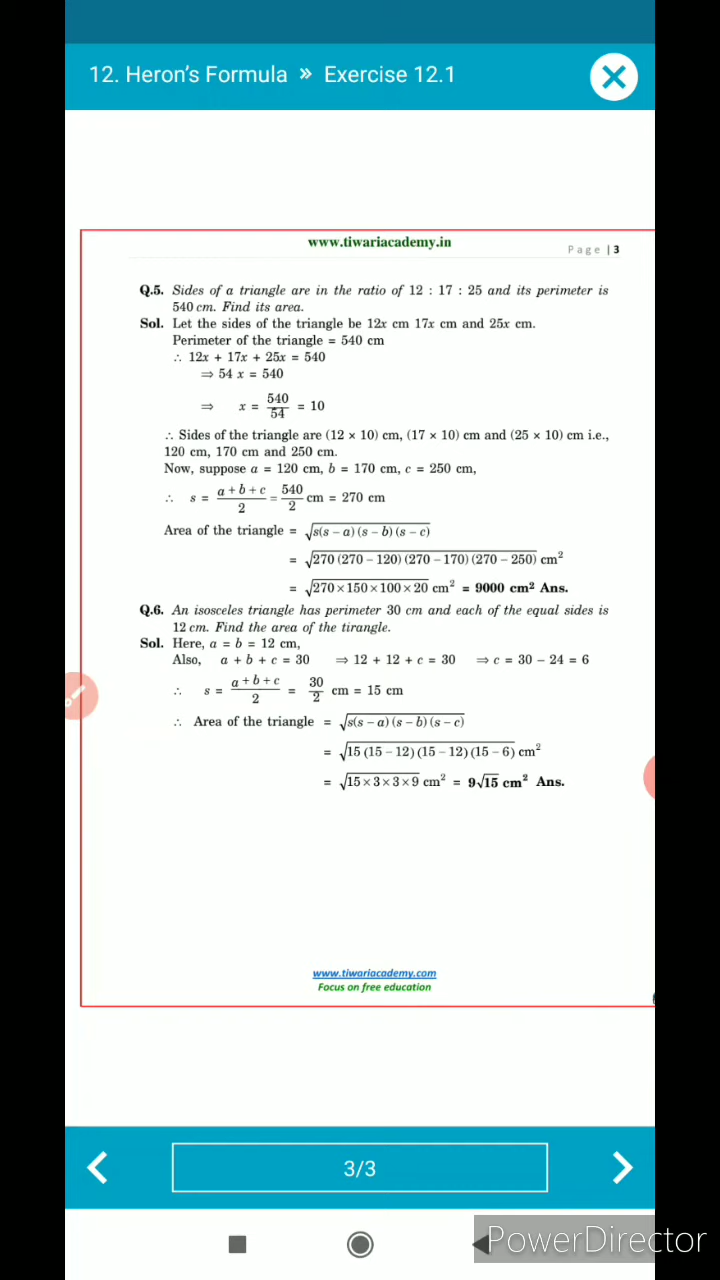 12. Heron's Formula » Exercise 12.1
www.tiwariacademy.in
Page | 3
Q.5. Sides of a triangle are in the ratio of 12 : 17 : 25 and its perimeter is
540 cm. Find its area.
Sol. Let the sides of the triangle be 12x cm 17x cm and 25x cm.
Perimeter of the triangle = 540 cm
∴ 12x + 17x + 25x = 540
⇒ 54 x = 540
⇒ x = 540/54 = 10
∴ Sides of the triangle are (12 × 10) cm, (17 × 10) cm and (25 × 10) cm i.e.,
120 cm, 170 cm and 250 cm.
Now, suppose a = 120 cm, b = 170 cm, c = 250 cm,
∴ s = (a + b + c)/2 = 540/2 cm = 270 cm
Area of the triangle = √(s(s – a) (s – b) (s – c))
= √(270 (270 – 120) (270 – 170) (270 – 250)) cm²
= √(270 × 150 × 100 × 20) cm² = 9000 cm² Ans.
Q.6. An isosceles triangle has perimeter 30 cm and each of the equal sides is
12 cm. Find the area of the tirangle.
Sol. Here, a = b = 12 cm,
Also, a + b + c = 30 ⇒ 12 + 12 + c = 30 ⇒ c = 30 – 24 = 6
∴ s = (a + b + c)/2 = 30/2 cm = 15 cm
∴ Area of the triangle = √(s(s – a) (s – b) (s – c))
= √(15 (15 – 12) (15 – 12) (15 – 6)) cm²
= √(15 × 3 × 3 × 9) cm² = 9√15 cm² Ans.
www.tiwariacademy.com
Focus on free education
3/3
PowerDirector